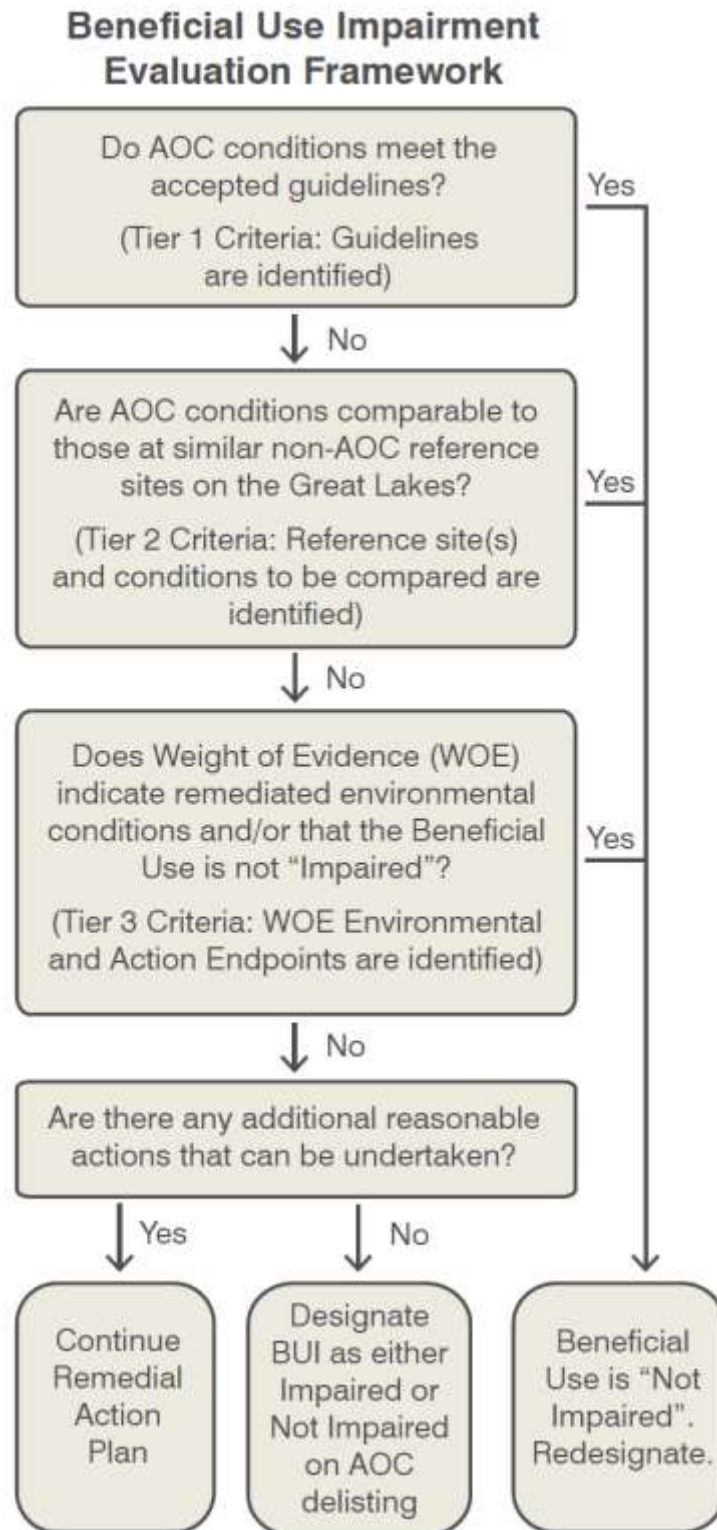 Beneficial Use Impairment
Evaluation Framework
Do AOC conditions meet the
accepted guidelines?
(Tier 1 Criteria: Guidelines
are identified)
Yes
No
Are AOC conditions comparable to
those at similar non-AOC reference
sites on the Great Lakes?
(Tier 2 Criteria: Reference site(s)
and conditions to be compared are
identified)
Yes
No
Does Weight of Evidence (WOE)
indicate remediated environmental
conditions and/or that the Beneficial
Use is not “Impaired”?
(Tier 3 Criteria: WOE Environmental
and Action Endpoints are identified)
Yes
No
Are there any additional reasonable
actions that can be undertaken?
Yes
No
Continue
Remedial
Action
Plan
Designate
BUI as either
Impaired or
Not Impaired
on AOC
delisting
Beneficial
Use is “Not
Impaired”.
Redesignate.